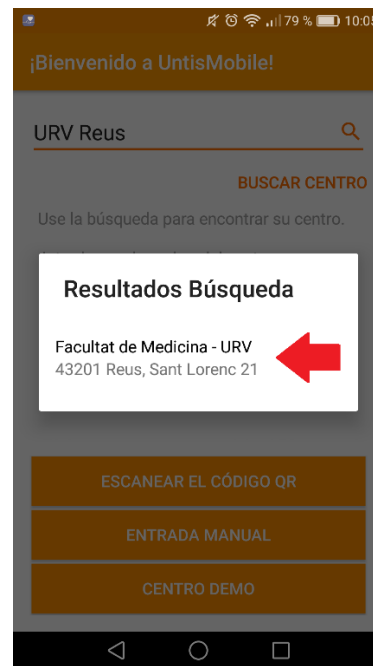 79 % 10:05
¡Bienvenido a UntisMobile!
URV Reus
BUSCAR CENTRO
Use la búsqueda para encontrar su centro.
Resultados Búsqueda
Facultat de Medicina - URV
43201 Reus, Sant Lorenc 21
ESCANEAR EL CÓDIGO QR
ENTRADA MANUAL
CENTRO DEMO